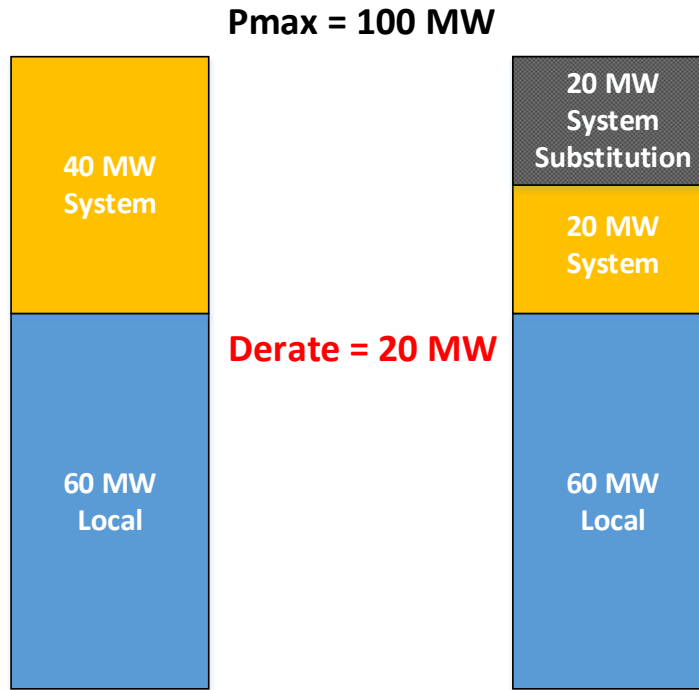 Pmax = 100 MW
40 MW
System
60 MW
Local
Derate = 20 MW
20 MW
System
Substitution
20 MW
System
60 MW
Local